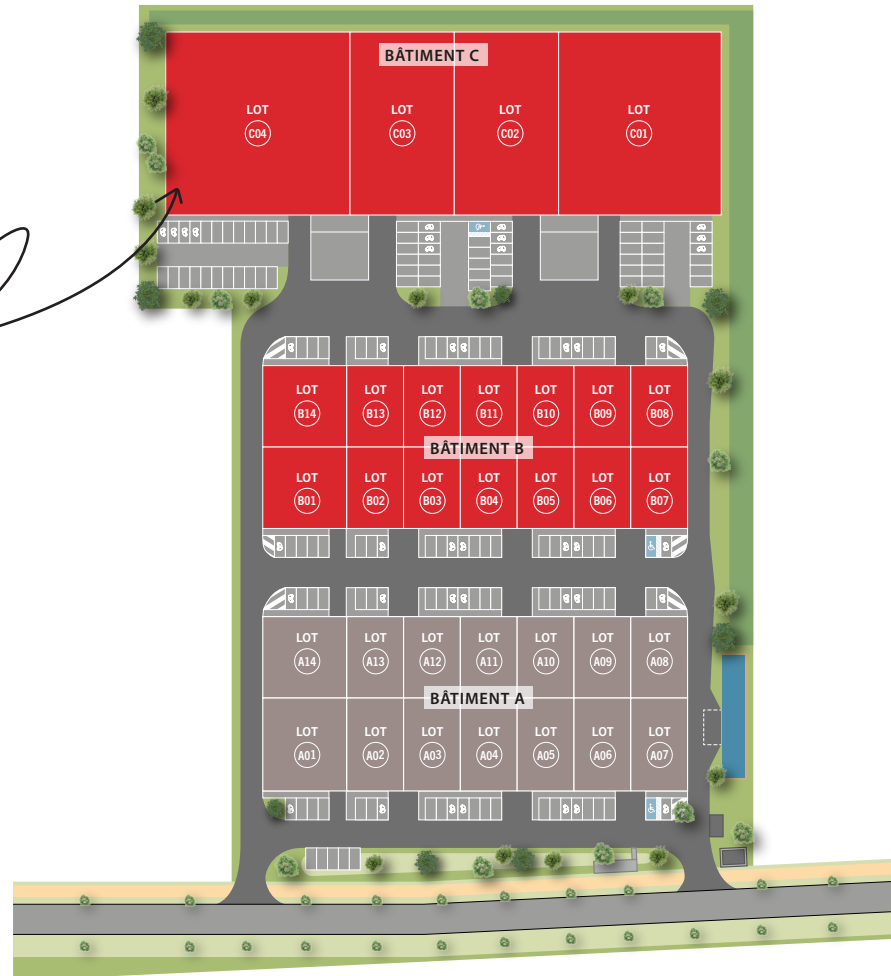 BÂTIMENT C
LOT LOT LOT LOT
C04 C03 C02 C01
LOT LOT LOT LOT LOT LOT LOT
B14 B13 B12 B11 B10 B09 B08
BÂTIMENT B
LOT LOT LOT LOT LOT LOT LOT
B01 B02 B03 B04 B05 B06 B07
LOT LOT LOT LOT LOT LOT LOT
A14 A13 A12 A11 A10 A09 A08
BÂTIMENT A
LOT LOT LOT LOT LOT LOT LOT
A01 A02 A03 A04 A05 A06 A07